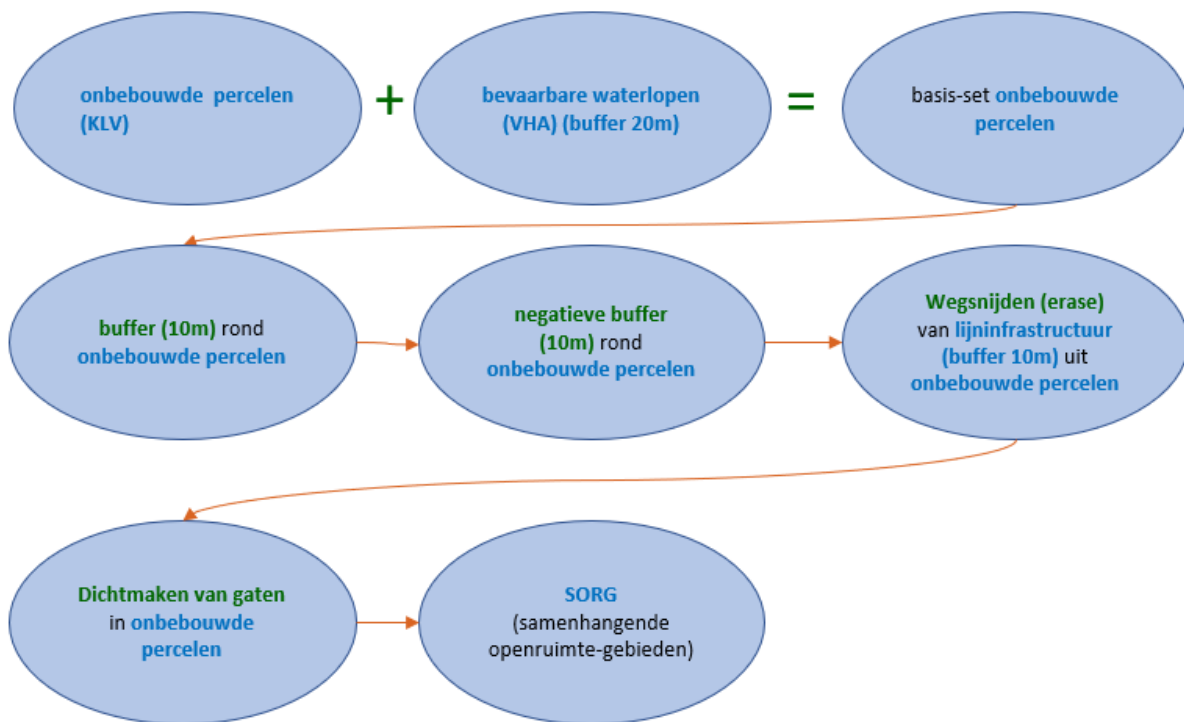 onbebouwde percelen
(KLV)
+
bevaarbare waterlopen
(VHA) (buffer 20m)
=
basis-set onbebouwde
percelen
buffer (10m) rond
onbebouwde percelen
negatieve buffer
(10m) rond
onbebouwde percelen
Wegsnijden (erase)
van lijninfrastructuur
(buffer 10m) uit
onbebouwde percelen
Dichtmaken van gaten
in onbebouwde
percelen
SORG
(samenhangende
openruimte-gebieden)